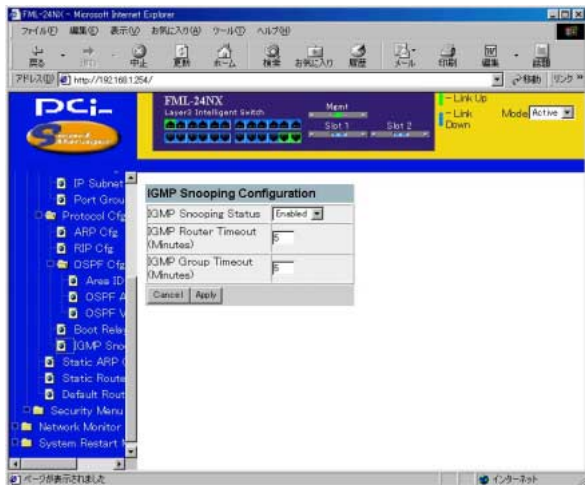 FML-24NX - Microsoft Internet Explorer
ファイル(F) 編集(E) 表示(V) お気に入り(A) ツール(T) ヘルプ(H)
戻る 進む 中止 更新 ホーム 検索 お気に入り 履歴 メール 印刷 編集 話題
アドレス(D) http://192.168.1.254/ 移動 リンク
PCi
FML-24NX
Layer3 Intelligent Switch
Mgmt
Slot 1 Slot 2
- Link Up
- Link Down
Mode Active
IP Subnet
Port Grou
Protocol Cfg
ARP Cfg
RIP Cfg
OSPF Cfg
Area ID
OSPF A
OSPF V
Boot Relay
IGMP Sno
Static ARP
Static Route
Default Rout
Security Menu
Network Monitor
System Restart
IGMP Snooping Configuration
IGMP Snooping Status Enabled
IGMP Router Timeout (Minutes) 5
IGMP Group Timeout (Minutes) 5
Cancel Apply
ページが表示されました
インターネット